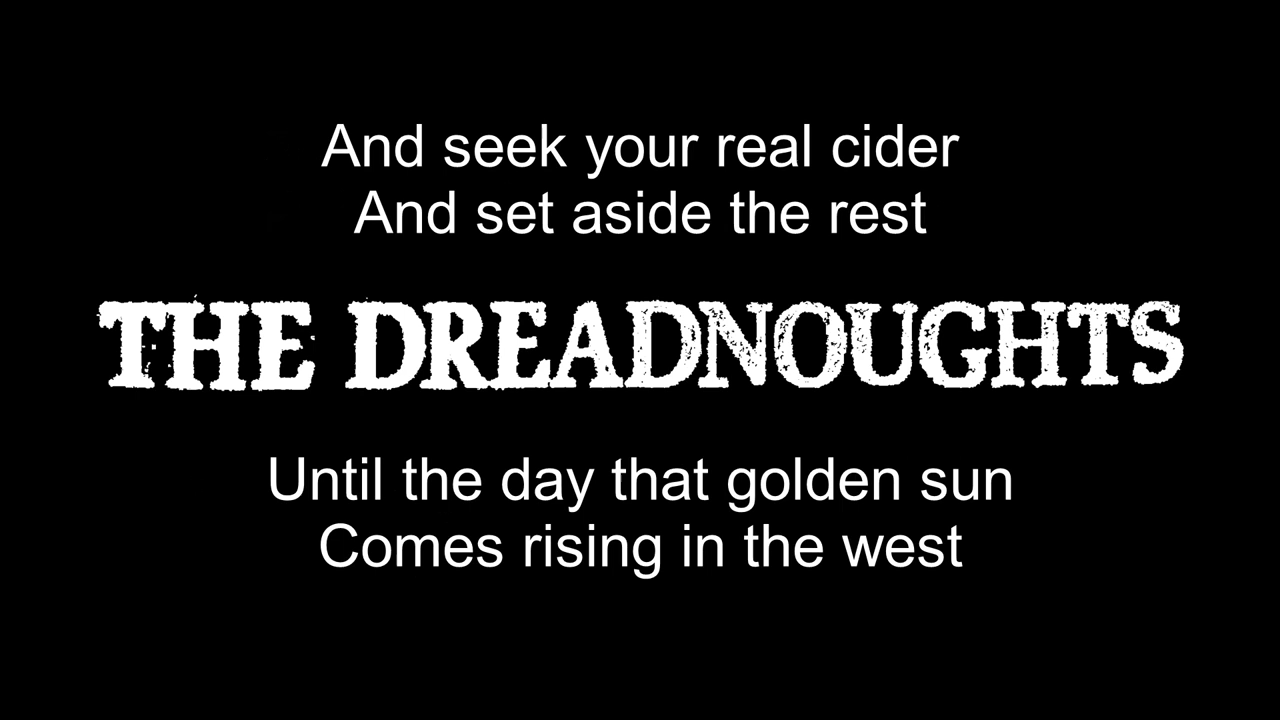 And seek your real cider
And set aside the rest
THE DREADNOUGHTS
Until the day that golden sun
Comes rising in the west